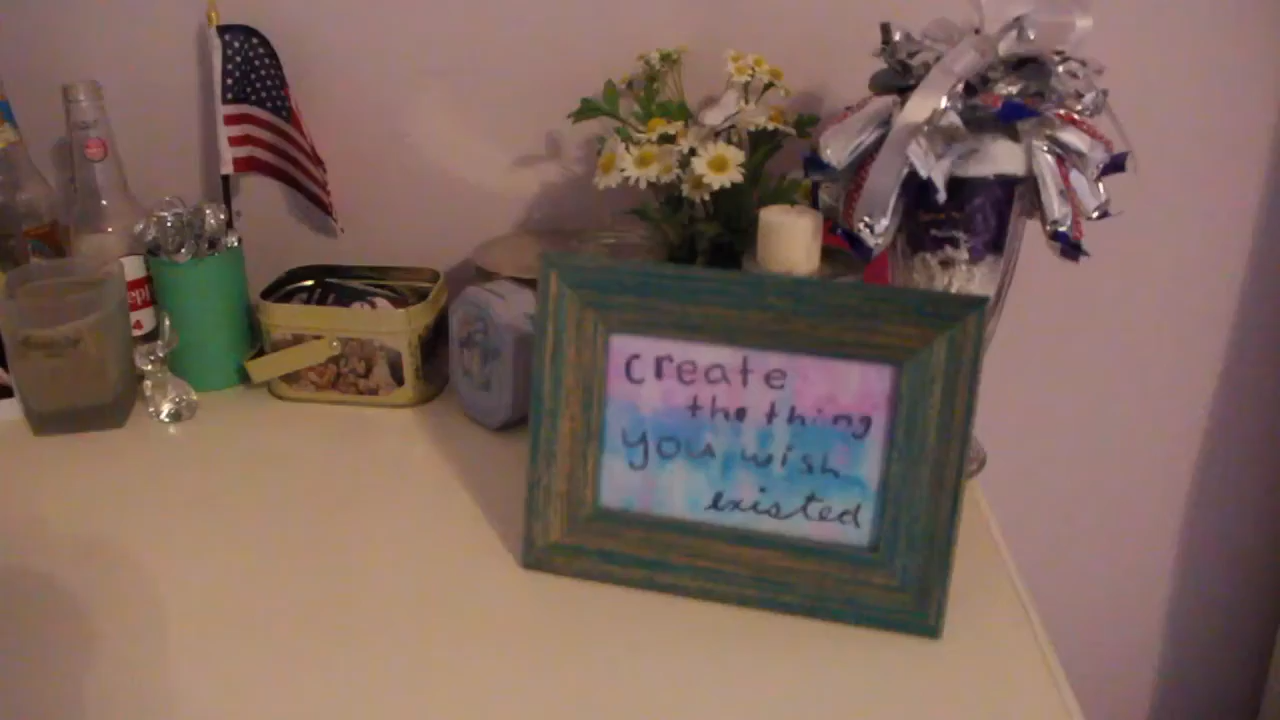 create
the thing
you wish
existed